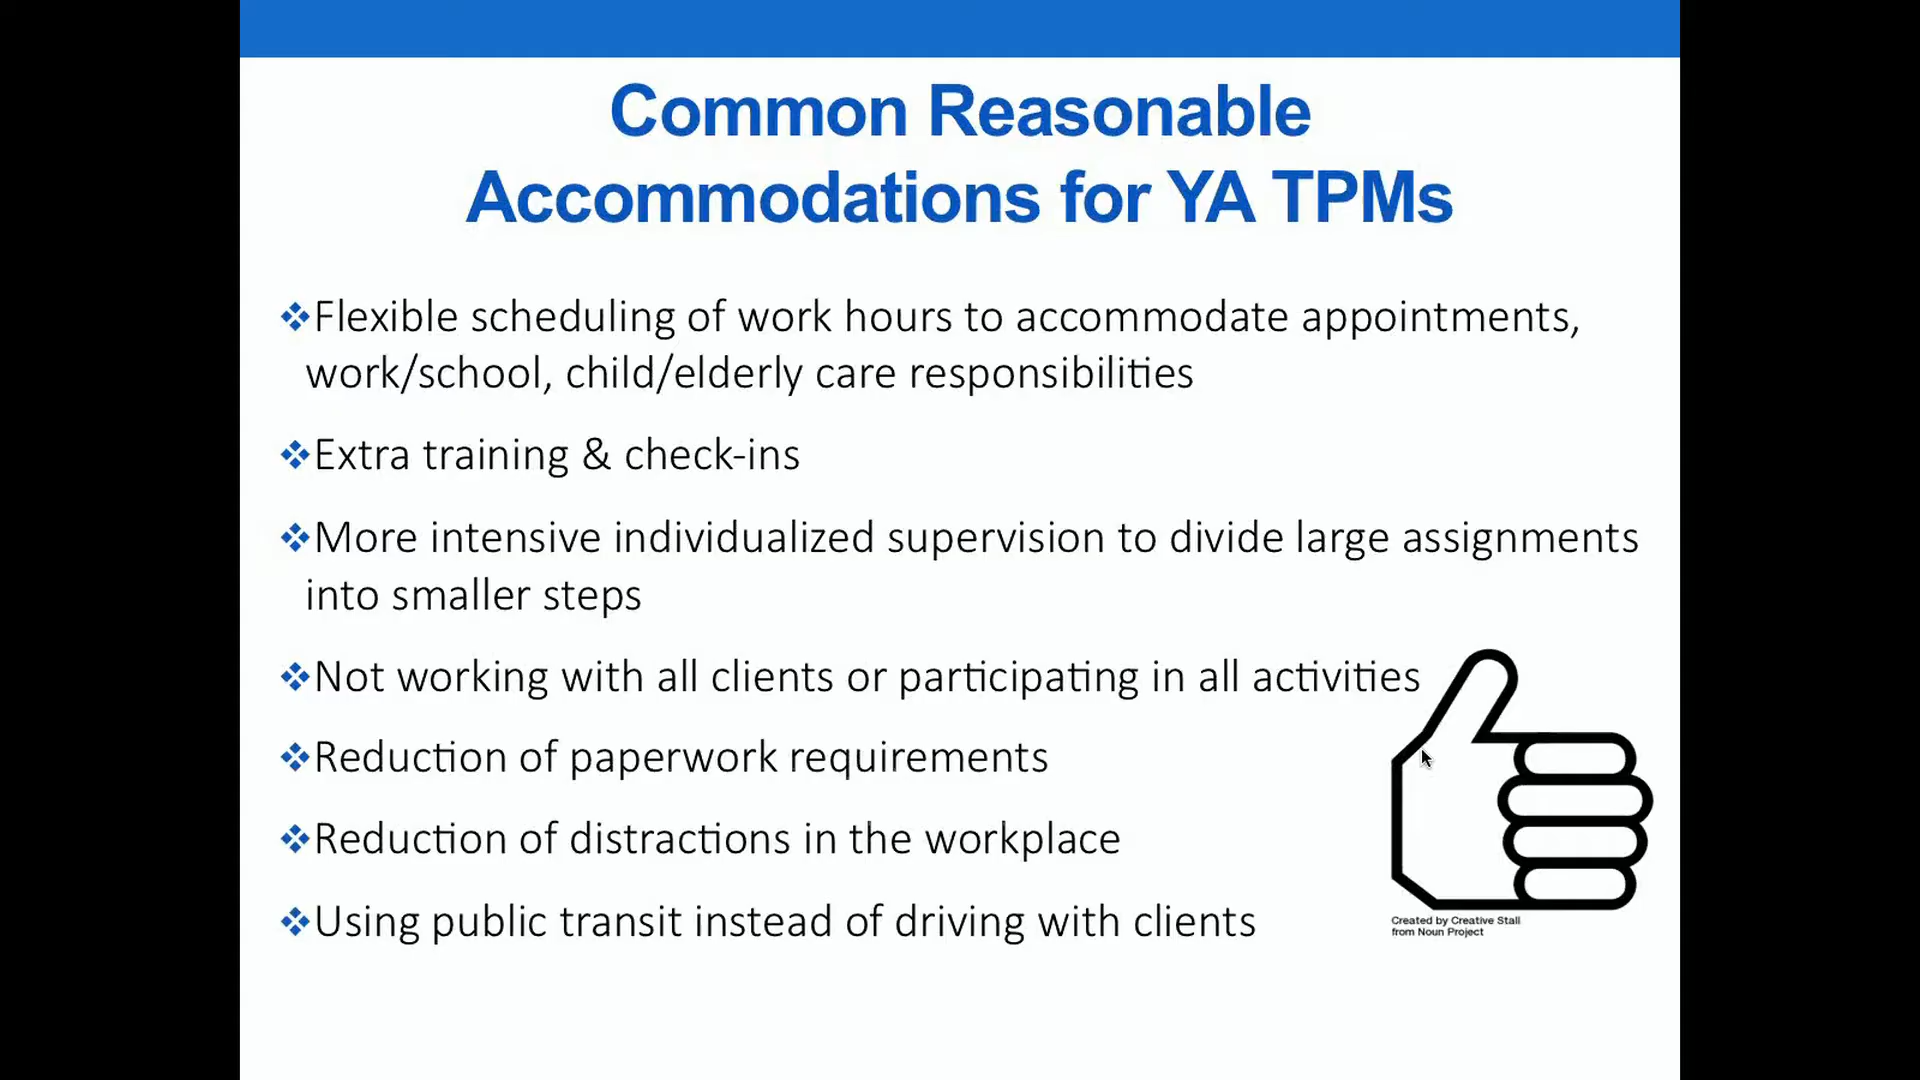 Common Reasonable
Accommodations for YA TPMs
❖Flexible scheduling of work hours to accommodate appointments,
work/school, child/elderly care responsibilities
❖Extra training & check-ins
❖More intensive individualized supervision to divide large assignments
into smaller steps
❖Not working with all clients or participating in all activities
❖Reduction of paperwork requirements
❖Reduction of distractions in the workplace
❖Using public transit instead of driving with clients
Created by Creative Stall
from Noun Project